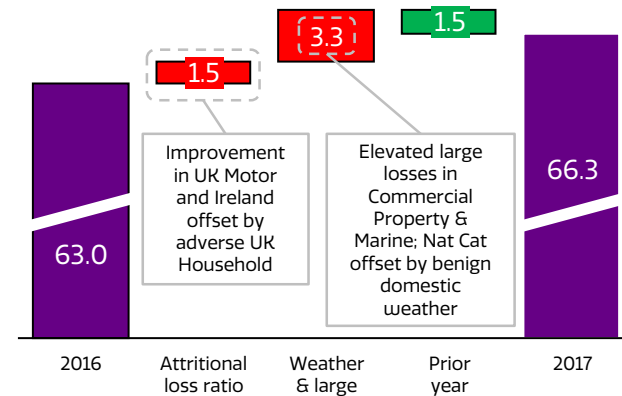 1.5
3.3
1.5
63.0
Improvement
in UK Motor
and Ireland
offset by
adverse UK
Household
Elevated large
losses in
Commercial
Property &
Marine; Nat Cat
offset by benign
domestic
weather
66.3
2016
Attritional
loss ratio
Weather
& large
Prior
year
2017